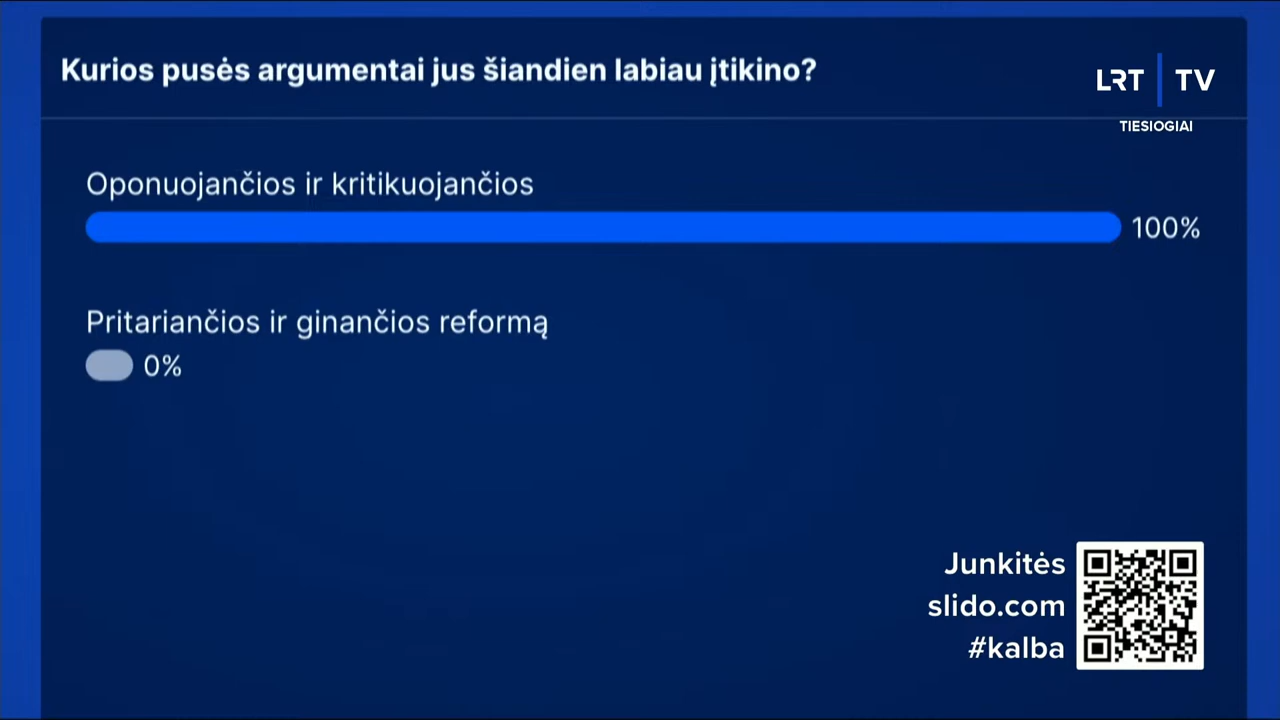 Kurios pusės argumentai jus šiandien labiau įtikino?
LRT TV
TIESIOGIAI
Oponuojančios ir kritikuojančios
100%
Pritariančios ir ginančios reformą
0%
Junkitės
slido.com
#kalba